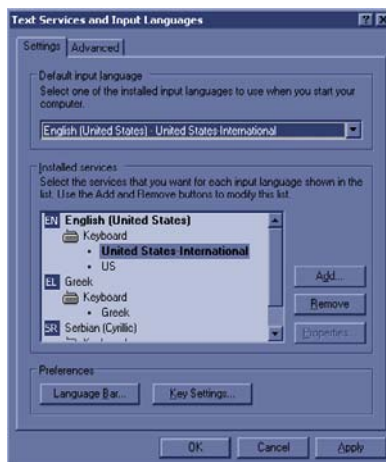 Text Services and Input Languages
Settings
Advanced
Default input language
Select one of the installed input languages to use when you start your
computer.
English (United States) - United States-International
Installed services
Select the services that you want for each input language shown in the
list. Use the Add and Remove buttons to modify this list.
EN English (United States)
Keyboard
• United States-International
• US
EL Greek
Keyboard
• Greek
SR Serbian (Cyrillic)
Add...
Remove
Properties...
Preferences
Language Bar...
Key Settings...
OK
Cancel
Apply